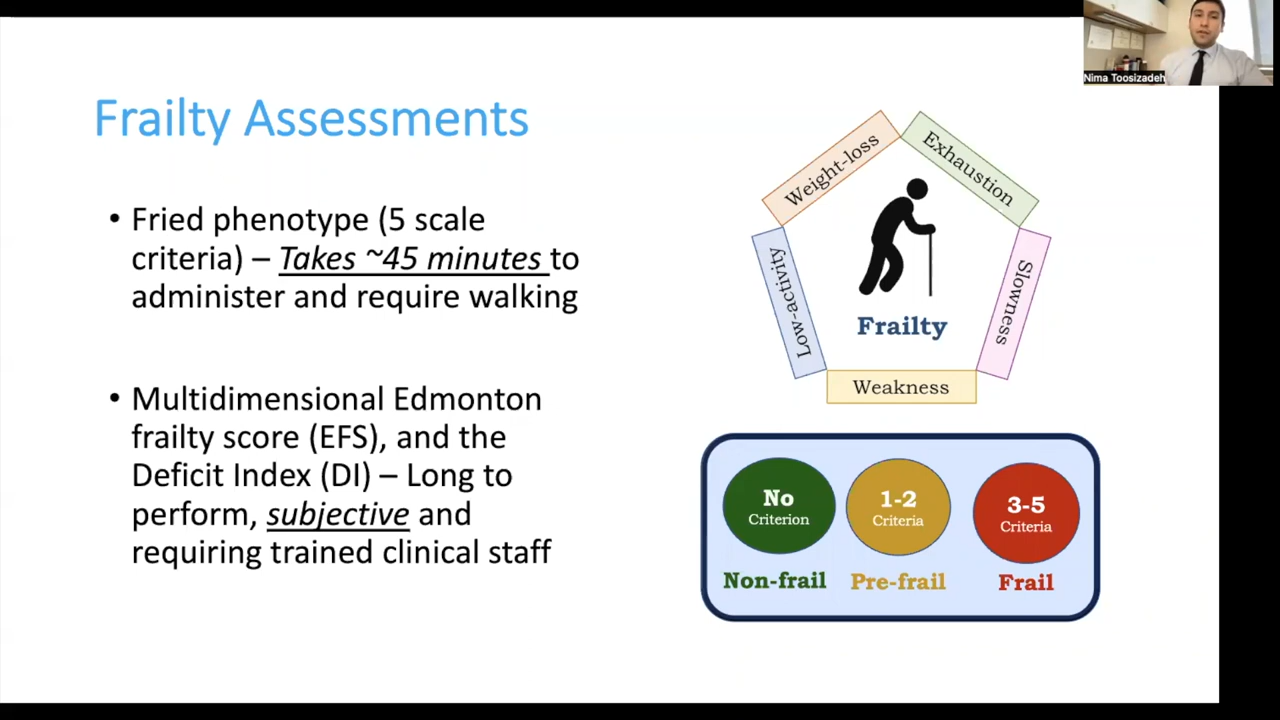 Nima Toosizadeh
Frailty Assessments
• Fried phenotype (5 scale
criteria) – Takes ~45 minutes to
administer and require walking
• Multidimensional Edmonton
frailty score (EFS), and the
Deficit Index (DI) – Long to
perform, subjective and
requiring trained clinical staff
Weight-loss
Exhaustion
Low-activity
Slowness
Frailty
Weakness
No
Criterion
1-2
Criteria
3-5
Criteria
Non-frail
Pre-frail
Frail